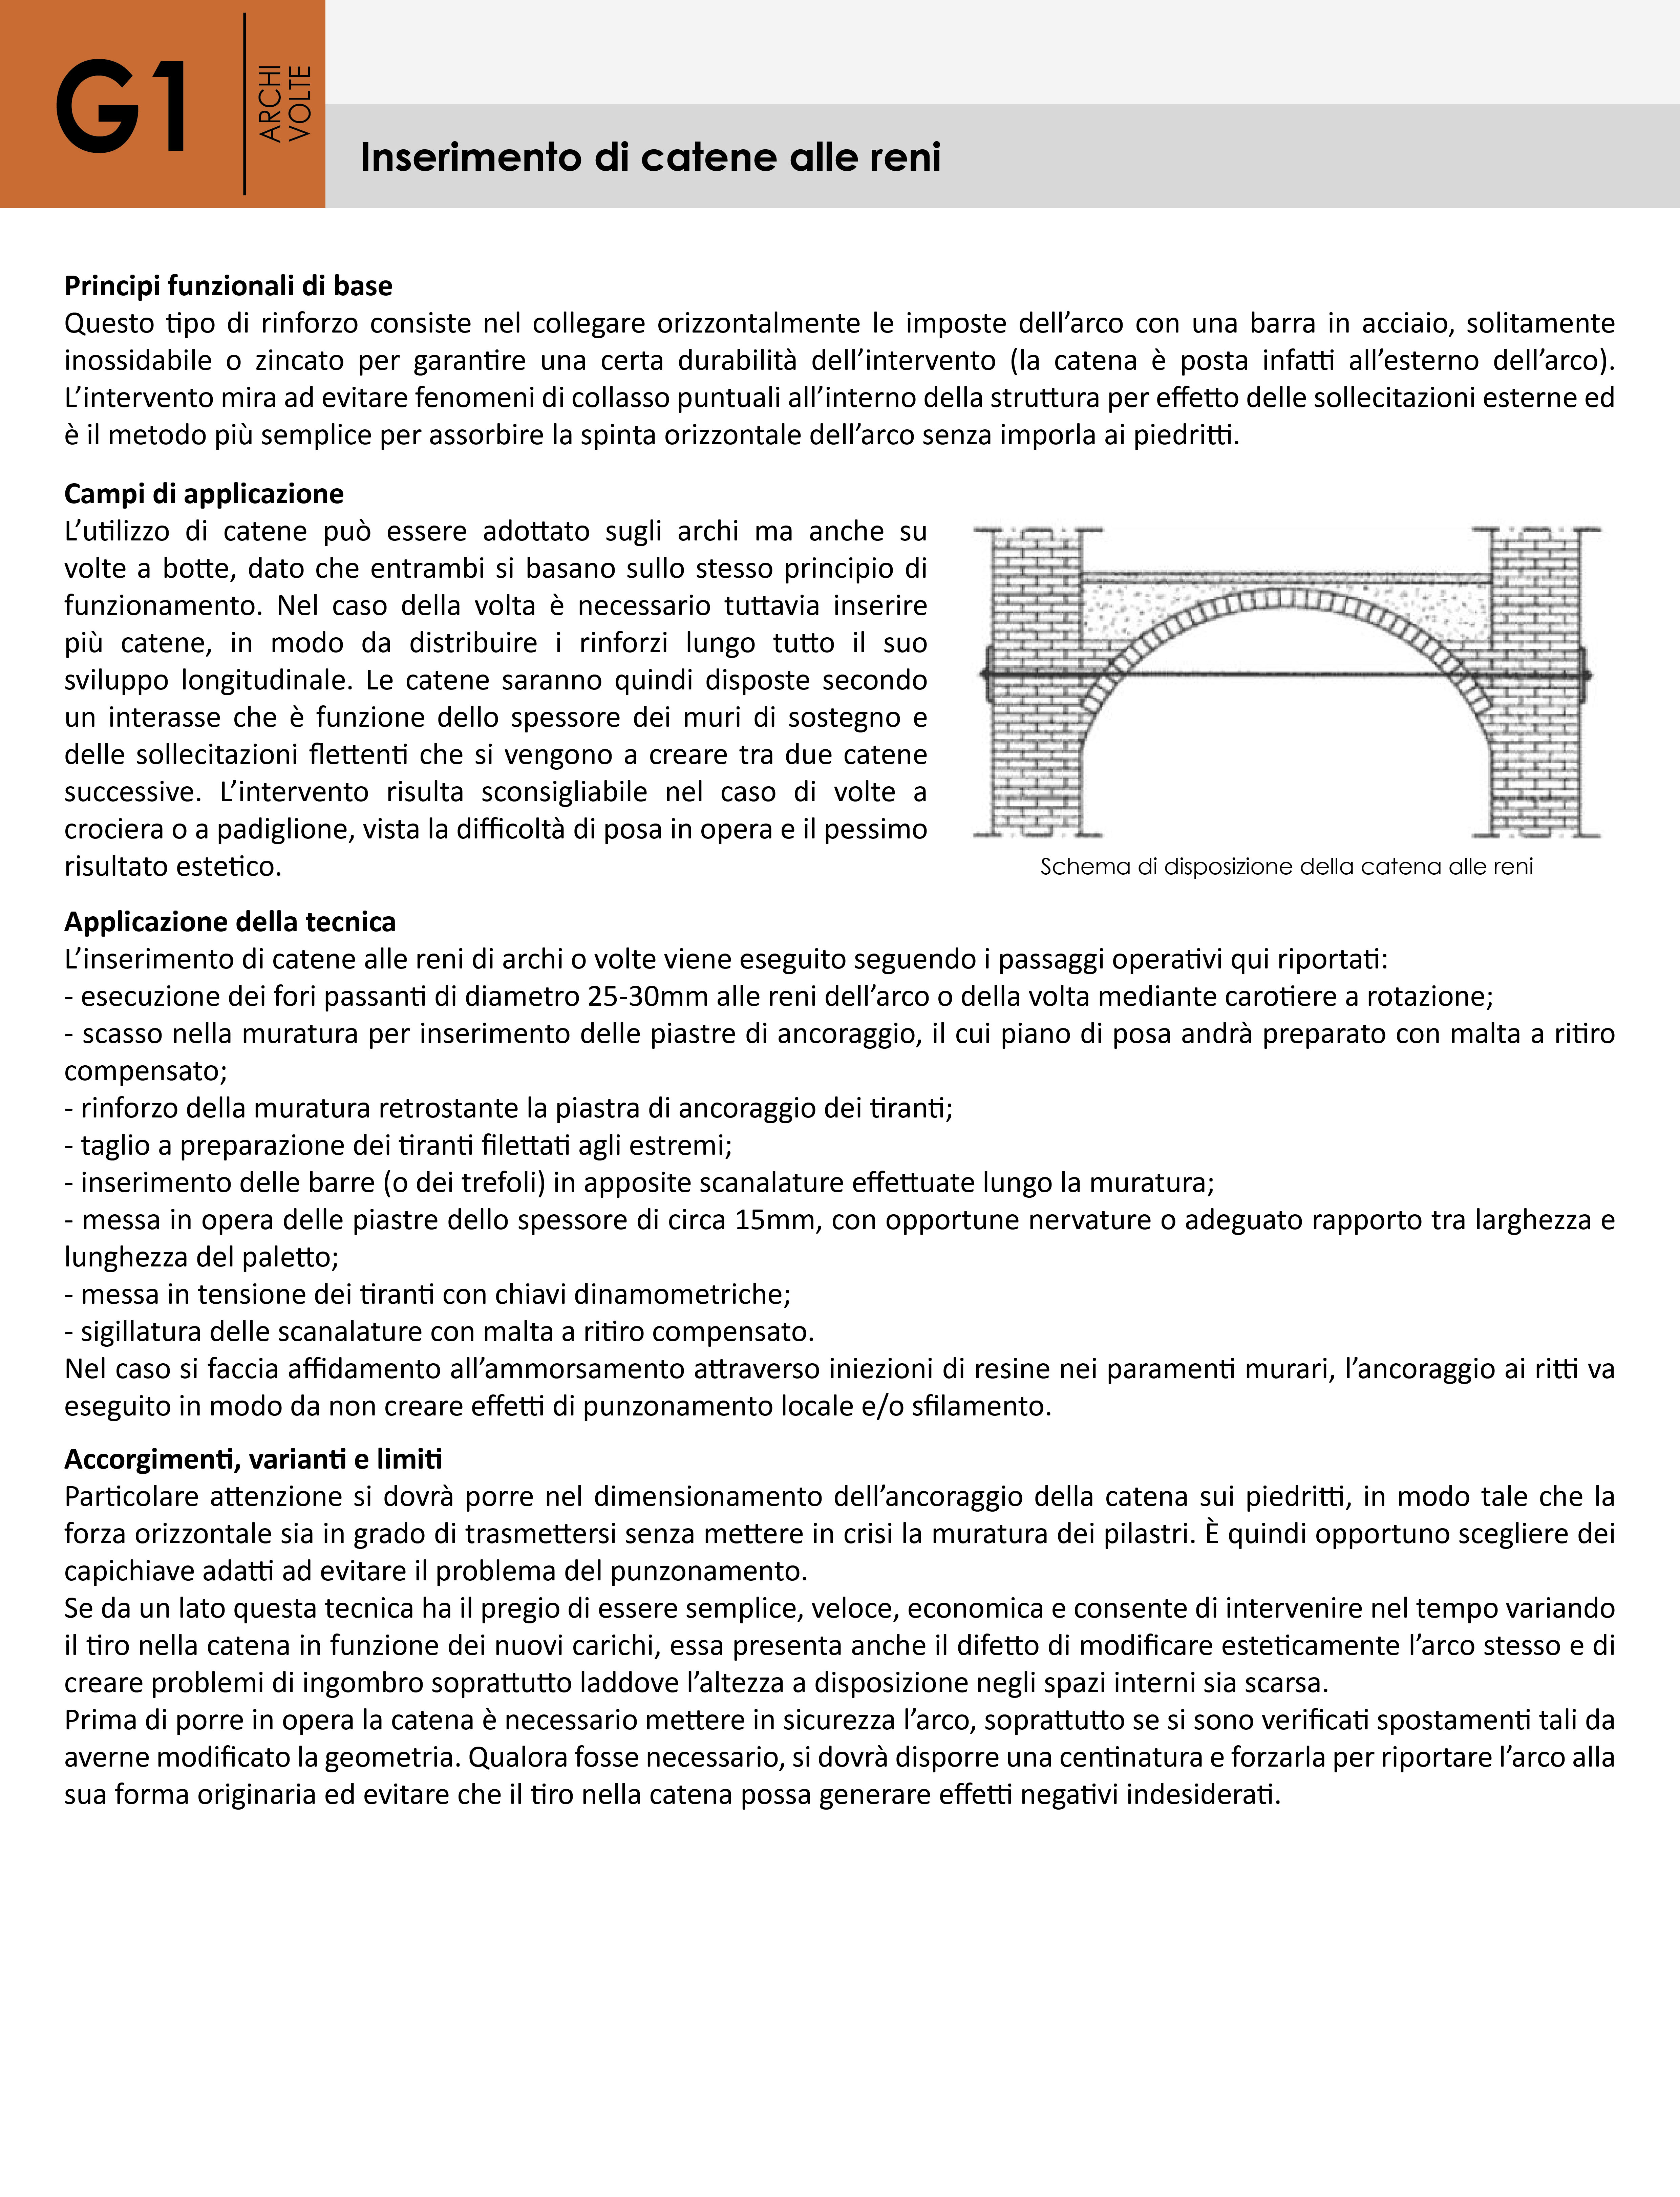 G1
ARCHI
VOLTE
Inserimento di catene alle reni
Principi funzionali di base
Questo tipo di rinforzo consiste nel collegare orizzontalmente le imposte dell’arco con una barra in acciaio, solitamente
inossidabile o zincato per garantire una certa durabilità dell’intervento (la catena è posta infatti all’esterno dell’arco).
L’intervento mira ad evitare fenomeni di collasso puntuali all’interno della struttura per effetto delle sollecitazioni esterne ed
è il metodo più semplice per assorbire la spinta orizzontale dell’arco senza imporla ai piedritti.
Campi di applicazione
L’utilizzo di catene può essere adottato sugli archi ma anche su
volte a botte, dato che entrambi si basano sullo stesso principio di
funzionamento. Nel caso della volta è necessario tuttavia inserire
più catene, in modo da distribuire i rinforzi lungo tutto il suo
sviluppo longitudinale. Le catene saranno quindi disposte secondo
un interasse che è funzione dello spessore dei muri di sostegno e
delle sollecitazioni flettenti che si vengono a creare tra due catene
successive. L’intervento risulta sconsigliabile nel caso di volte a
crociera o a padiglione, vista la difficoltà di posa in opera e il pessimo
risultato estetico.
Schema di disposizione della catena alle reni
Applicazione della tecnica
L’inserimento di catene alle reni di archi o volte viene eseguito seguendo i passaggi operativi qui riportati:
- esecuzione dei fori passanti di diametro 25-30mm alle reni dell’arco o della volta mediante carotiere a rotazione;
- scasso nella muratura per inserimento delle piastre di ancoraggio, il cui piano di posa andrà preparato con malta a ritiro
compensato;
- rinforzo della muratura retrostante la piastra di ancoraggio dei tiranti;
- taglio a preparazione dei tiranti filettati agli estremi;
- inserimento delle barre (o dei trefoli) in apposite scanalature effettuate lungo la muratura;
- messa in opera delle piastre dello spessore di circa 15mm, con opportune nervature o adeguato rapporto tra larghezza e
lunghezza del paletto;
- messa in tensione dei tiranti con chiavi dinamometriche;
- sigillatura delle scanalature con malta a ritiro compensato.
Nel caso si faccia affidamento all’ammorsamento attraverso iniezioni di resine nei paramenti murari, l’ancoraggio ai ritti va
eseguito in modo da non creare effetti di punzonamento locale e/o sfilamento.
Accorgimenti, varianti e limiti
Particolare attenzione si dovrà porre nel dimensionamento dell’ancoraggio della catena sui piedritti, in modo tale che la
forza orizzontale sia in grado di trasmettersi senza mettere in crisi la muratura dei pilastri. È quindi opportuno scegliere dei
capichiave adatti ad evitare il problema del punzonamento.
Se da un lato questa tecnica ha il pregio di essere semplice, veloce, economica e consente di intervenire nel tempo variando
il tiro nella catena in funzione dei nuovi carichi, essa presenta anche il difetto di modificare esteticamente l’arco stesso e di
creare problemi di ingombro soprattutto laddove l’altezza a disposizione negli spazi interni sia scarsa.
Prima di porre in opera la catena è necessario mettere in sicurezza l’arco, soprattutto se si sono verificati spostamenti tali da
averne modificato la geometria. Qualora fosse necessario, si dovrà disporre una centinatura e forzarla per riportare l’arco alla
sua forma originaria ed evitare che il tiro nella catena possa generare effetti negativi indesiderati.